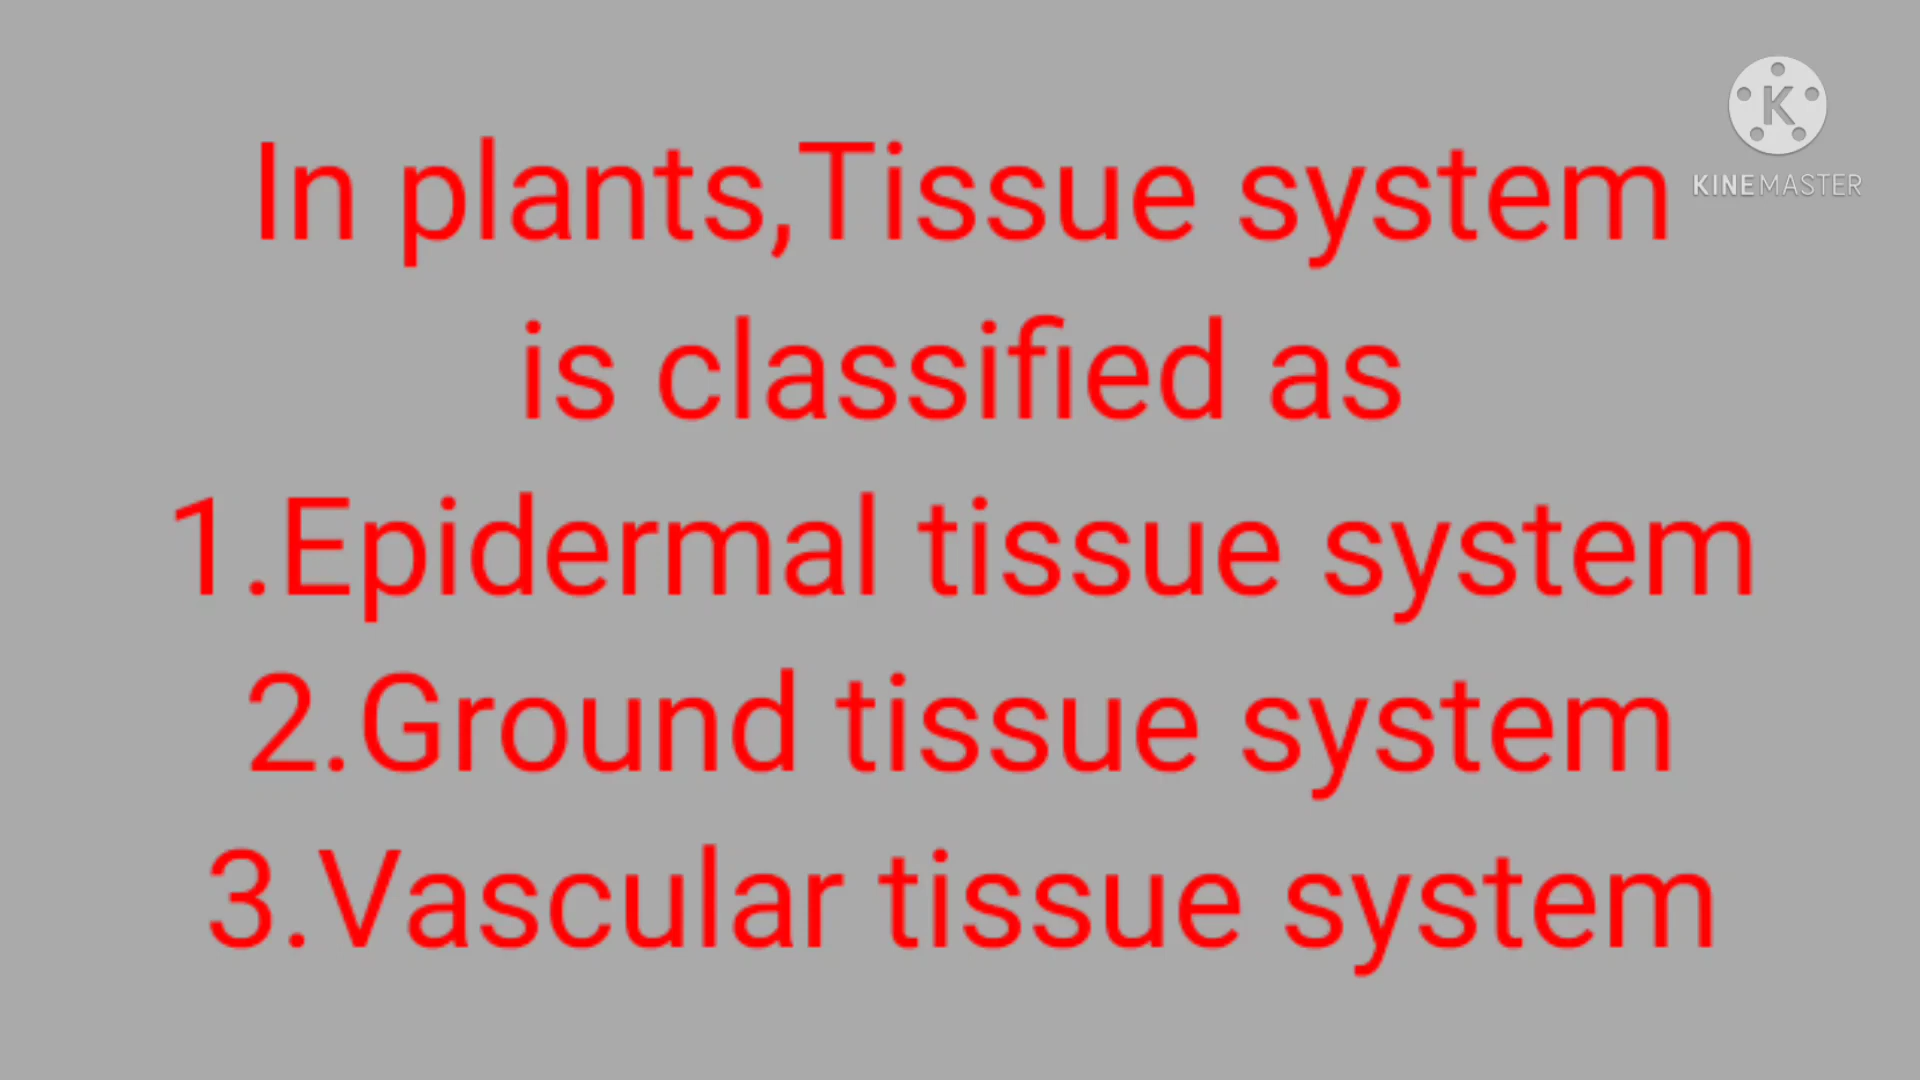 In plants,Tissue system
is classified as
1.Epidermal tissue system
2.Ground tissue system
3.Vascular tissue system
K
KINEMASTER